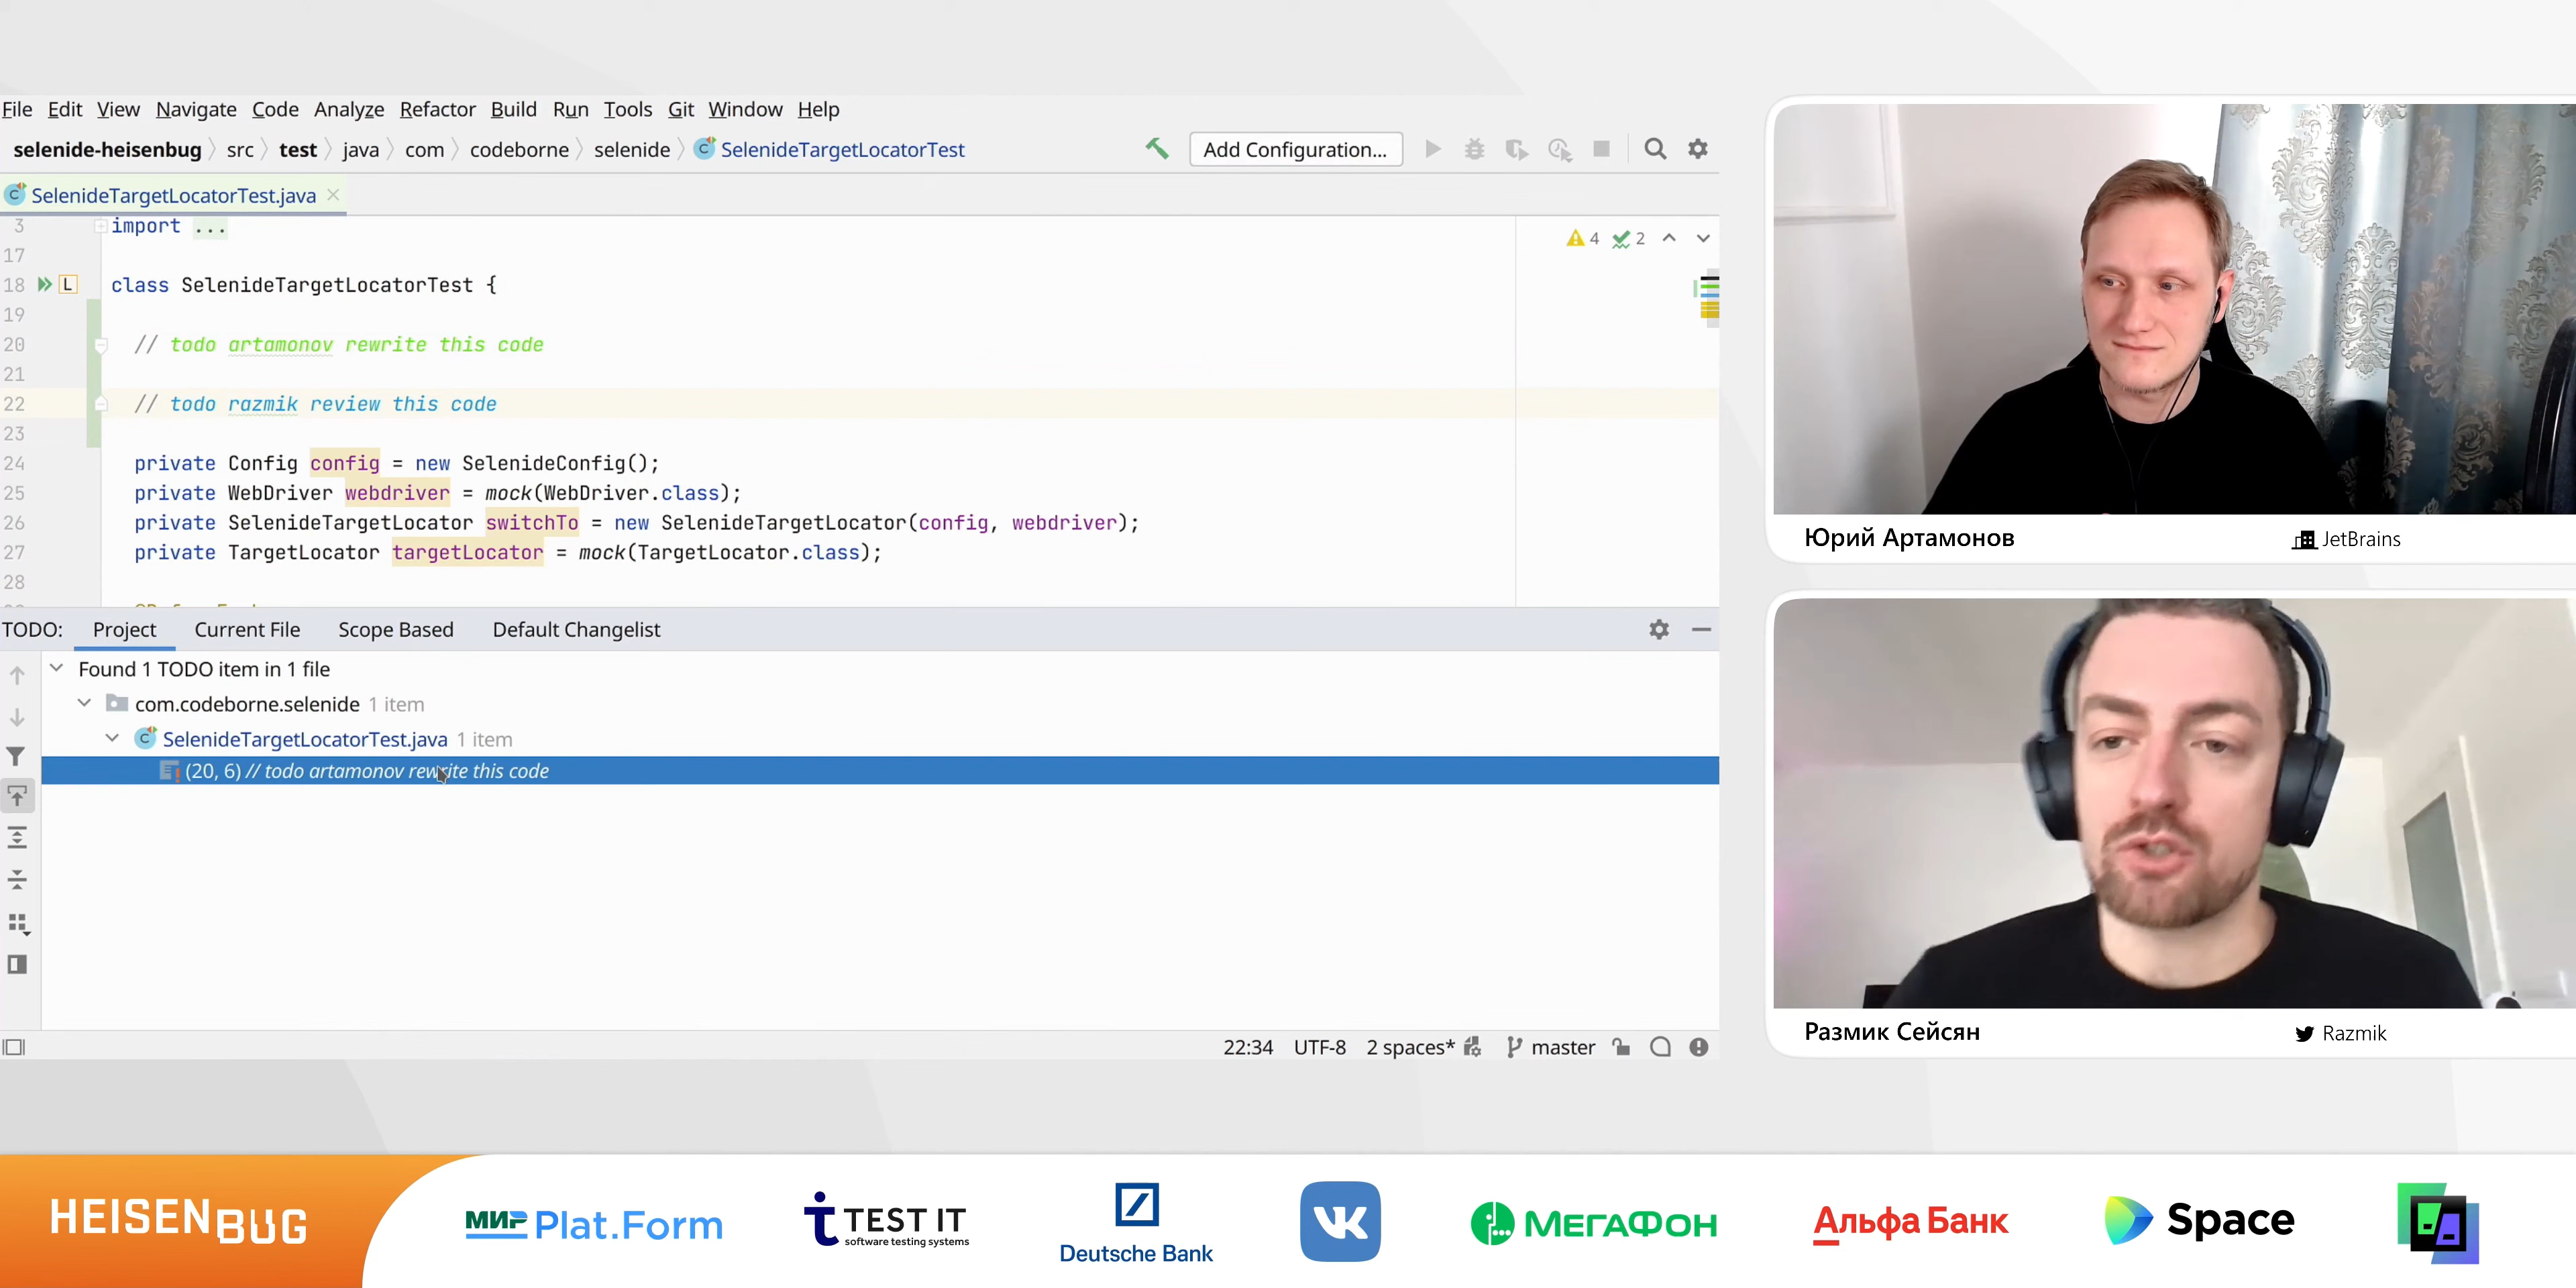 File Edit View Navigate Code Analyze Refactor Build Run Tools Git Window Help
selenide-heisenbug src test java com codeborne selenide SelenideTargetLocatorTest
Add Configuration...
SelenideTargetLocatorTest.java
3 import ...
4 2
17
18 L class SelenideTargetLocatorTest {
19
20 // todo artamonov rewrite this code
21
22 // todo razmik review this code
23
24 private Config config = new SelenideConfig();
25 private WebDriver webdriver = mock(WebDriver.class);
26 private SelenideTargetLocator switchTo = new SelenideTargetLocator(config, webdriver);
27 private TargetLocator targetLocator = mock(TargetLocator.class);
28
TODO: Project Current File Scope Based Default Changelist
Found 1 TODO item in 1 file
com.codeborne.selenide 1 item
SelenideTargetLocatorTest.java 1 item
(20, 6) // todo artamonov rewrite this code
22:34 UTF-8 2 spaces* master
Юрий Артамонов
JetBrains
Размик Сейсян
Razmik
HEISENBUG
МИР Plat.Form
TEST IT
software testing systems
Deutsche Bank
МЕГАФОН
Альфа Банк
Space